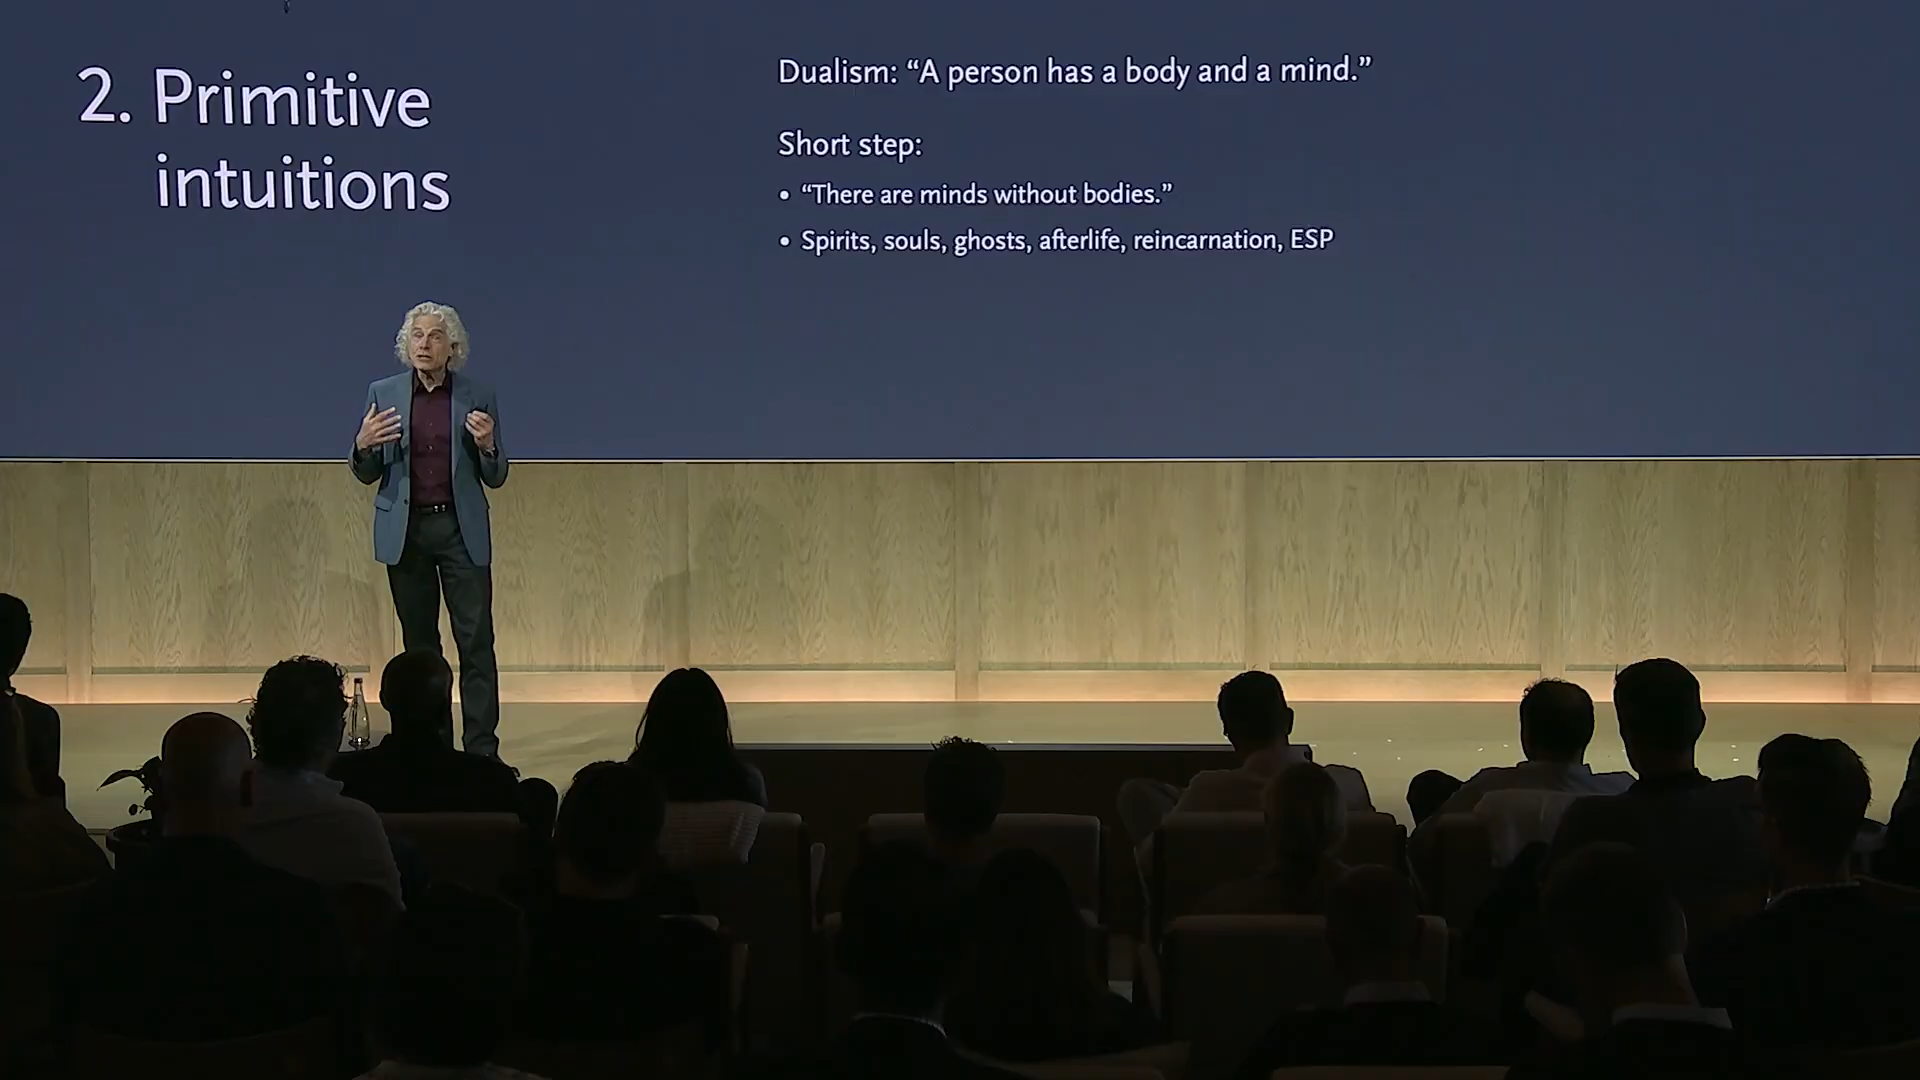 2. Primitive
intuitions
Dualism: “A person has a body and a mind.”
Short step:
• “There are minds without bodies.”
• Spirits, souls, ghosts, afterlife, reincarnation, ESP